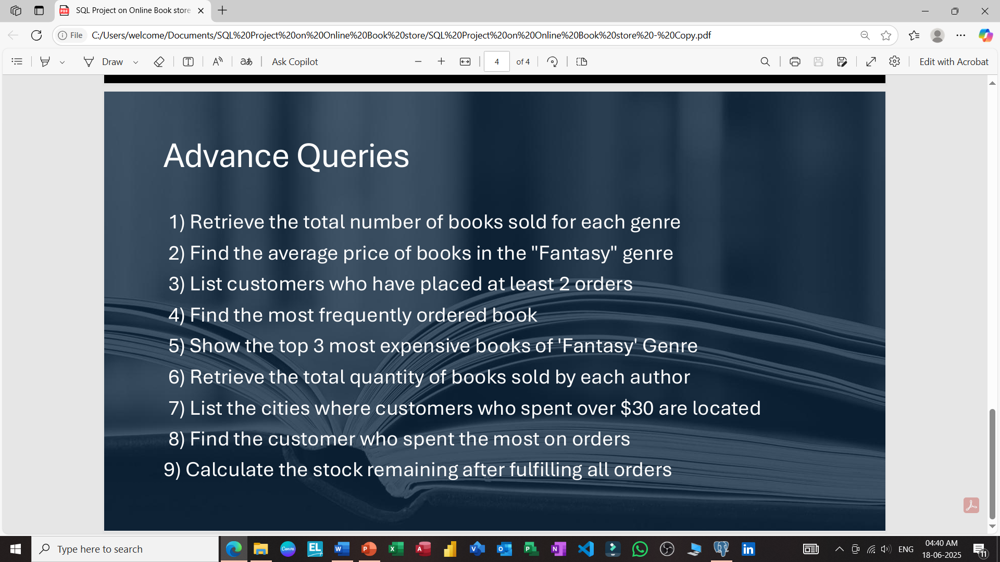 SQL Project on Online Book store
File
C:/Users/welcome/Documents/SQL%20Project%20on%20Online%20Book%20store/SQL%20Project%20on%20Online%20Book%20store%20-%20Copy.pdf
Draw
aあ
Ask Copilot
4
of 4
Edit with Acrobat
Advance Queries
1) Retrieve the total number of books sold for each genre
2) Find the average price of books in the "Fantasy" genre
3) List customers who have placed at least 2 orders
4) Find the most frequently ordered book
5) Show the top 3 most expensive books of 'Fantasy' Genre
6) Retrieve the total quantity of books sold by each author
7) List the cities where customers who spent over $30 are located
8) Find the customer who spent the most on orders
9) Calculate the stock remaining after fulfilling all orders
Type here to search
Canva
EL
ENG
04:40 AM
18-06-2025
11